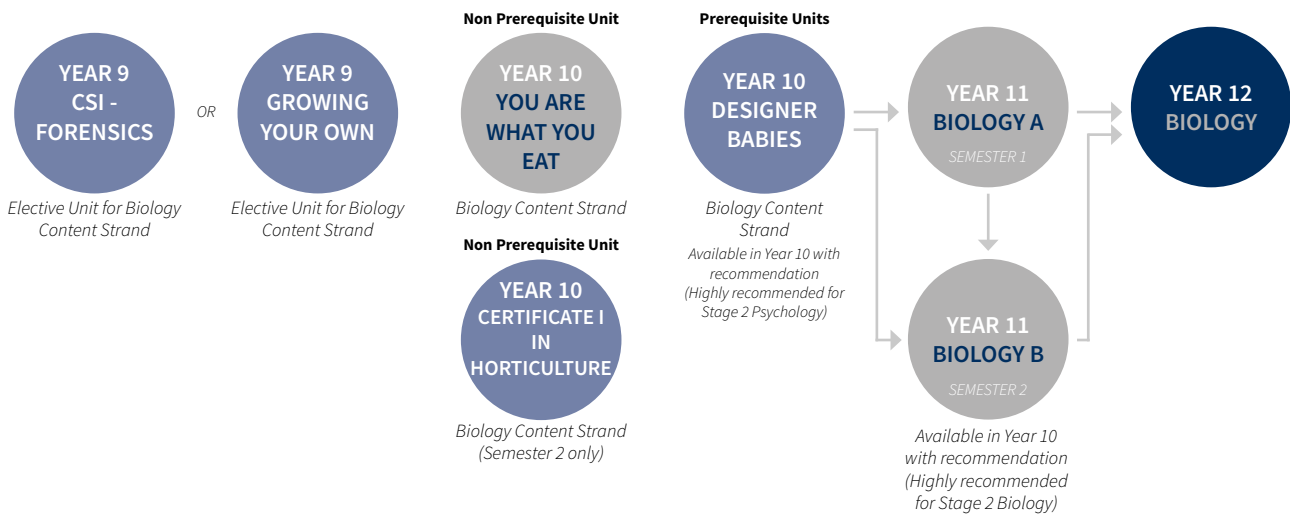 YEAR 9
CSI -
FORENSICS
Elective Unit for Biology
Content Strand
OR
YEAR 9
GROWING
YOUR OWN
Elective Unit for Biology
Content Strand
Non Prerequisite Unit
YEAR 10
YOU ARE
WHAT YOU
EAT
Biology Content Strand
Non Prerequisite Unit
YEAR 10
CERTIFICATE I
IN
HORTICULTURE
Biology Content Strand
(Semester 2 only)
Prerequisite Units
YEAR 10
DESIGNER
BABIES
Biology Content
Strand
Available in Year 10 with
recommendation
(Highly recommended for
Stage 2 Psychology)
YEAR 11
BIOLOGY A
SEMESTER 1
YEAR 11
BIOLOGY B
SEMESTER 2
Available in Year 10
with recommendation
(Highly recommended
for Stage 2 Biology)
YEAR 12
BIOLOGY